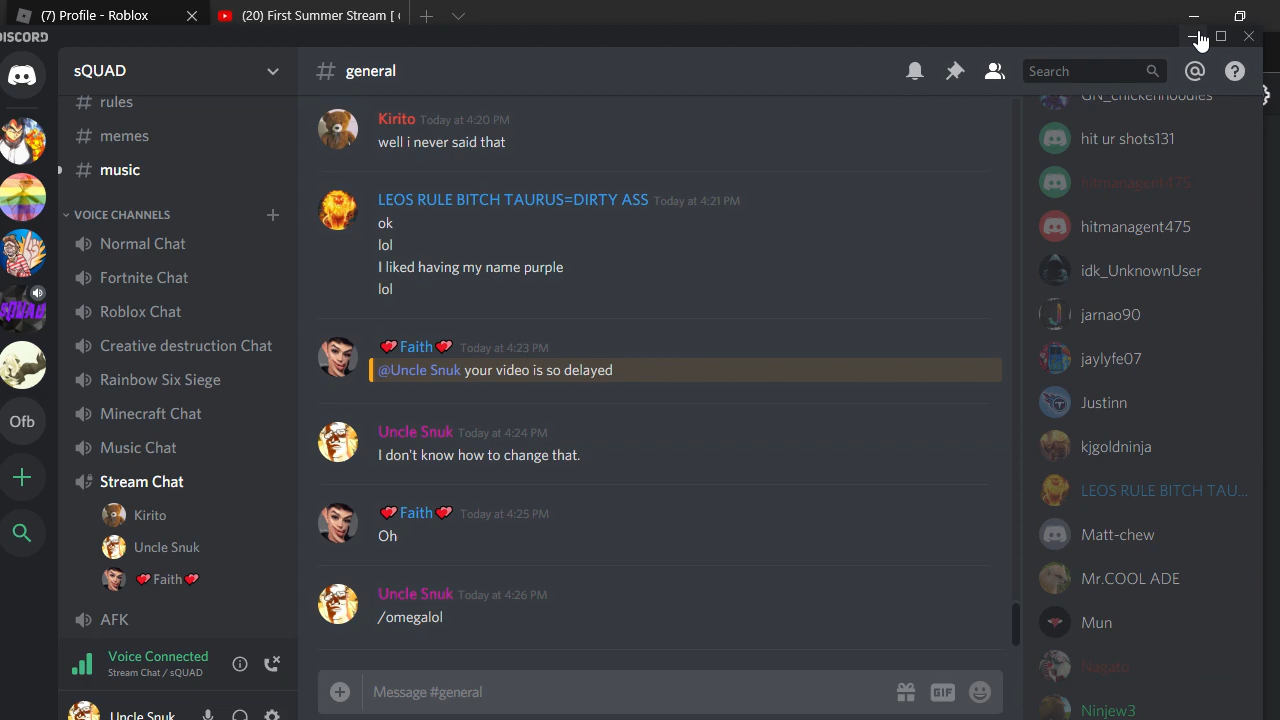 (7) Profile - Roblox
(20) First Summer Stream [
DISCORD
sQUAD
general
Search
rules
memes
music
VOICE CHANNELS
Normal Chat
Fortnite Chat
Roblox Chat
Creative destruction Chat
Rainbow Six Siege
Minecraft Chat
Music Chat
Stream Chat
Kirito
Uncle Snuk
Faith
AFK
Voice Connected
Stream Chat / sQUAD
Uncle Snuk
Ofb
SQUAD
Kirito Today at 4:20 PM
well i never said that
LEOS RULE BITCH TAURUS=DIRTY ASS Today at 4:21 PM
ok
lol
I liked having my name purple
lol
Faith Today at 4:23 PM
@Uncle Snuk your video is so delayed
Uncle Snuk Today at 4:24 PM
I don't know how to change that.
Faith Today at 4:25 PM
Oh
Uncle Snuk Today at 4:26 PM
/omegalol
Message #general
GIF
GN_chickennoodles
hit ur shots131
hitmanagent475
hitmanagent475
idk_UnknownUser
jarnao90
jaylyfe07
Justinn
kjgoldninja
LEOS RULE BITCH TAU...
Matt-chew
Mr.COOL ADE
Mun
Nagato
Ninjew3